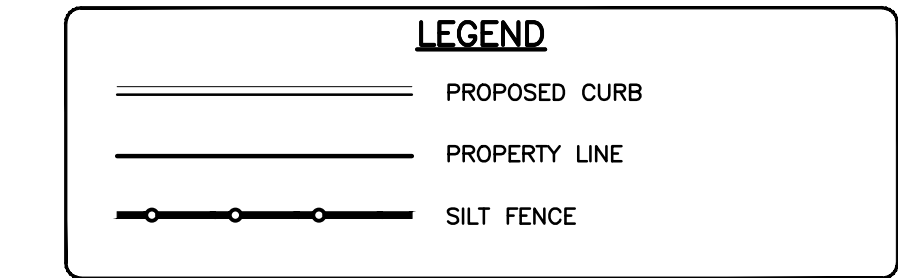 LEGEND
PROPOSED CURB
PROPERTY LINE
SILT FENCE